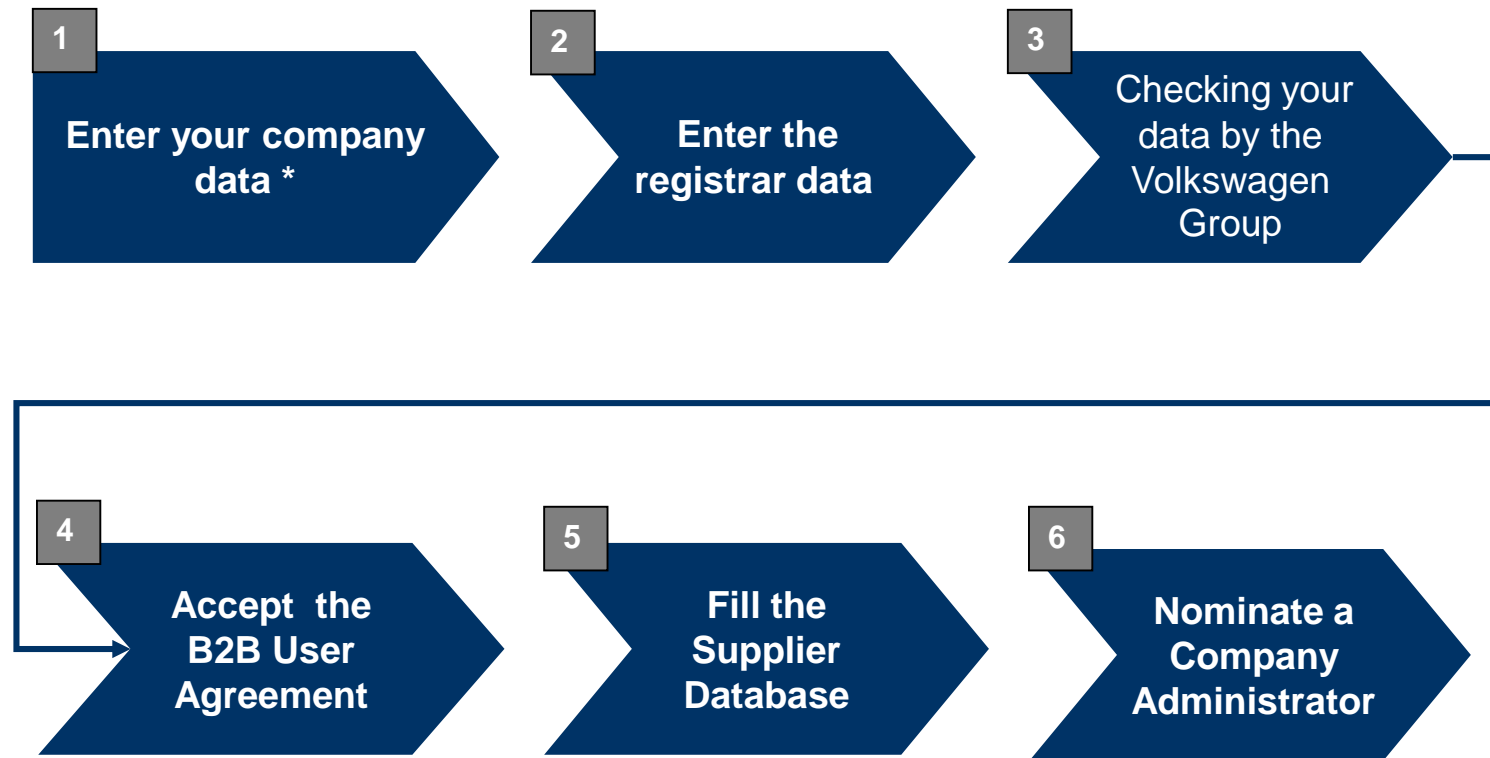 1
Enter your company
data *
2
Enter the
registrar data
3
Checking your
data by the
Volkswagen
Group
4
Accept  the
B2B User
Agreement
5
Fill the
Supplier
Database
6
Nominate a
Company
Administrator